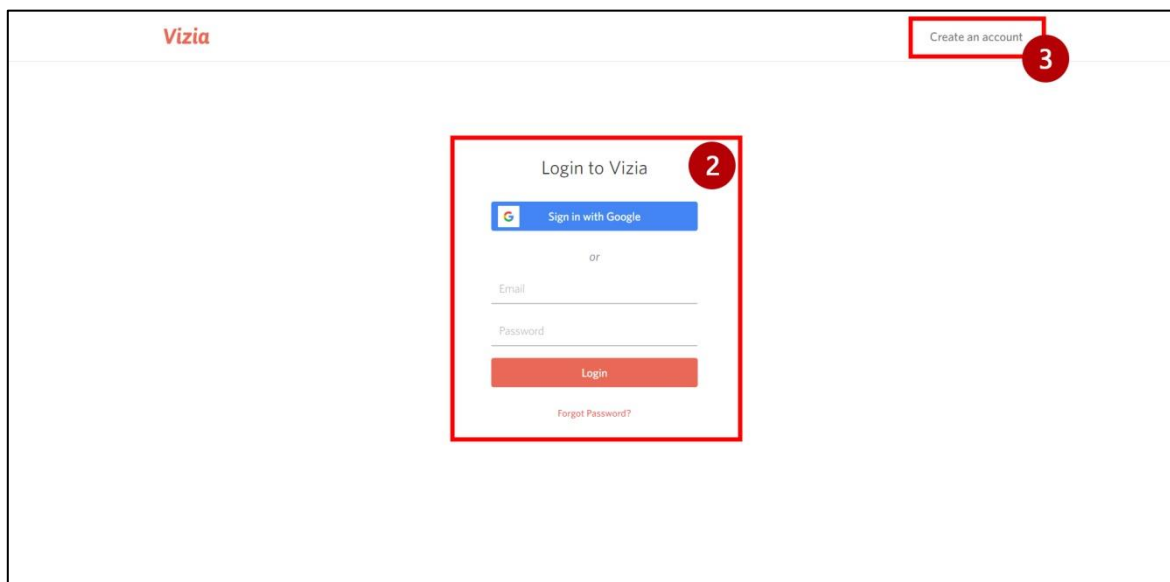 Vizia
Create an account
3
Login to Vizia
2
G
Sign in with Google
or
Email
Password
Login
Forgot Password?